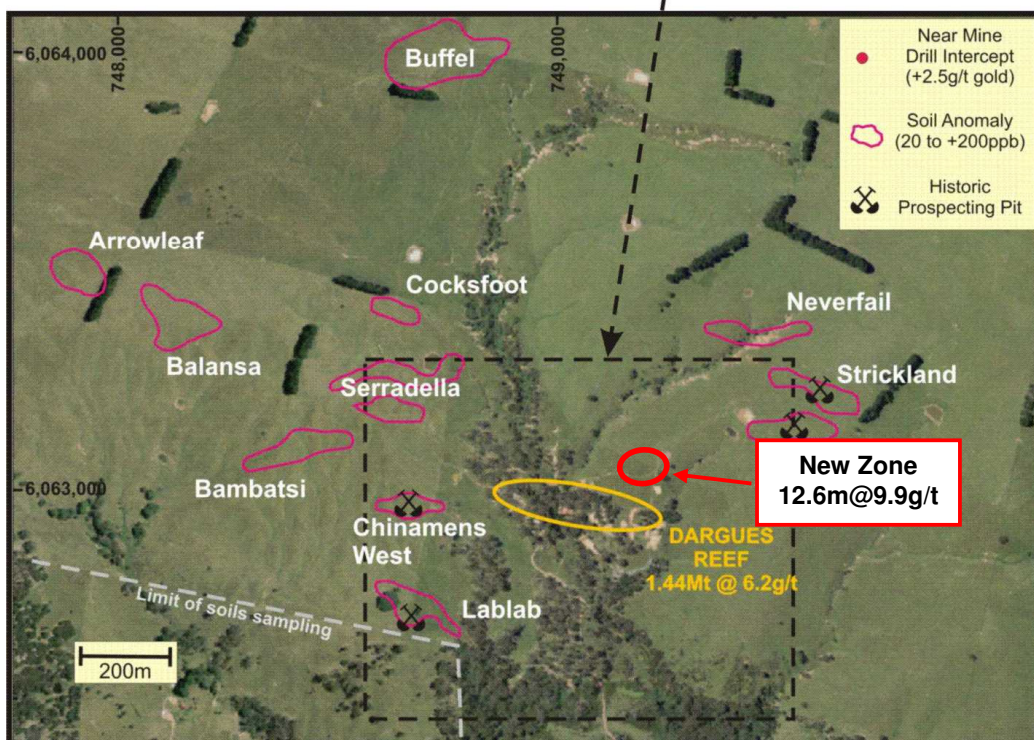 6,064,000
748,000
749,000
Buffel
Near Mine
Drill Intercept
(+2.5g/t gold)
Soil Anomaly
(20 to +200ppb)
Historic
Prospecting Pit
Arrowleaf
Cocksfoot
Neverfail
Balansa
Serradella
Strickland
Bambatsi
6,063,000
New Zone
12.6m@9.9g/t
Chinamens
West
DARGUES
REEF
1.44Mt @ 6.2g/t
Lablab
Limit of soils sampling
200m